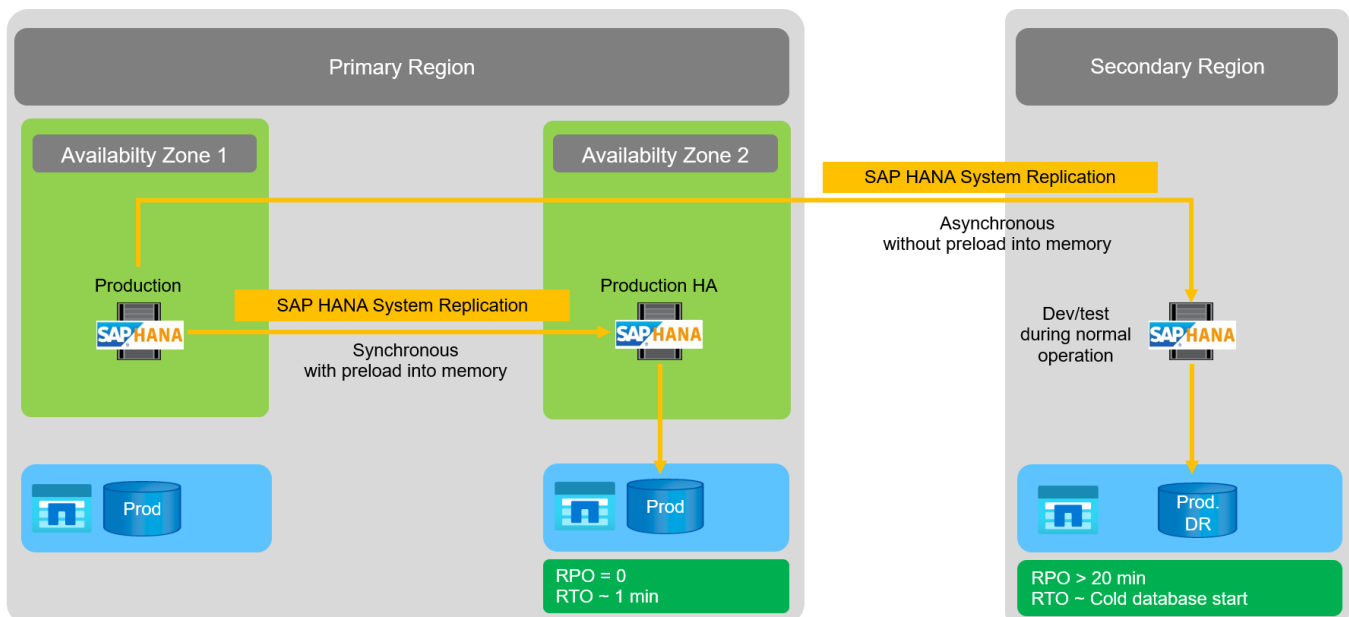 Primary Region
Secondary Region
Availabilty Zone 1
Availabilty Zone 2
SAP HANA System Replication
Asynchronous
without preload into memory
Production
SAP HANA
SAP HANA System Replication
Synchronous
with preload into memory
Production HA
SAP HANA
Dev/test
during normal
operation
SAP HANA
Prod
Prod
Prod.
DR
RPO = 0
RTO ~ 1 min
RPO > 20 min
RTO ~ Cold database start